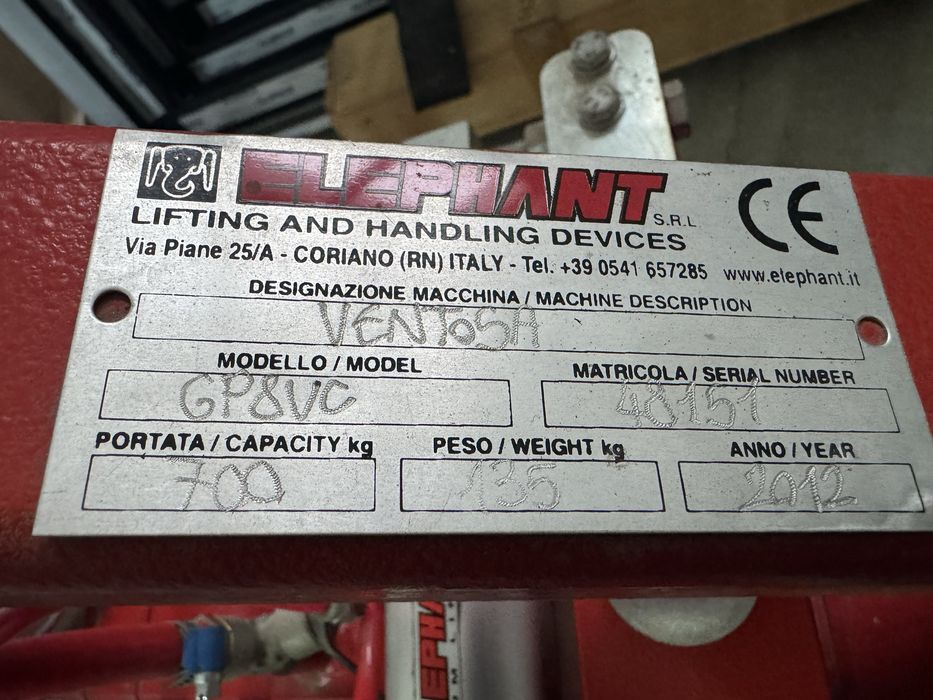 ELEPHANT S.R.L
CE
LIFTING AND HANDLING DEVICES
Via Piane 25/A - CORIANO (RN) ITALY - Tel. +39 0541 657285 www.elephant.it
DESIGNAZIONE MACCHINA / MACHINE DESCRIPTION
VENTOSA
MODELLO / MODEL
MATRICOLA / SERIAL NUMBER
GP8VC
48151
PORTATA / CAPACITY kg
PESO / WEIGHT kg
ANNO / YEAR
700
135
2012
ELEPHA